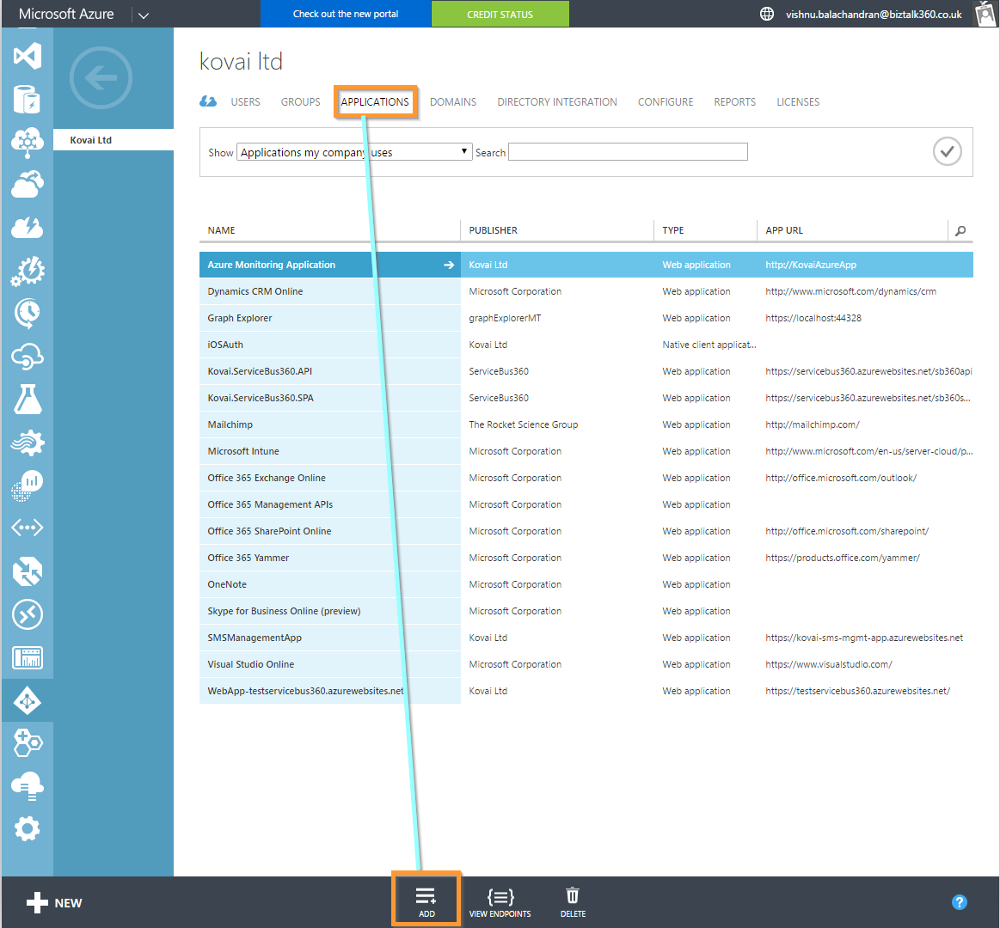 Microsoft Azure
Check out the new portal
CREDIT STATUS
vishnu.balachandran@biztalk360.co.uk
Kovai Ltd
kovai ltd
USERS GROUPS APPLICATIONS DOMAINS DIRECTORY INTEGRATION CONFIGURE REPORTS LICENSES
Show Applications my company uses Search
NAME PUBLISHER TYPE APP URL
Azure Monitoring Application Kovai Ltd Web application http://KovaiAzureApp
Dynamics CRM Online Microsoft Corporation Web application http://www.microsoft.com/dynamics/crm
Graph Explorer graphExplorerMT Web application https://localhost:44328
iOSAuth Kovai Ltd Native client applicat...
Kovai.ServiceBus360.API ServiceBus360 Web application https://servicebus360.azurewebsites.net/sb360api
Kovai.ServiceBus360.SPA ServiceBus360 Web application https://servicebus360.azurewebsites.net/sb360s...
Mailchimp The Rocket Science Group Web application http://mailchimp.com/
Microsoft Intune Microsoft Corporation Web application http://www.microsoft.com/en-us/server-cloud/p...
Office 365 Exchange Online Microsoft Corporation Web application http://office.microsoft.com/outlook/
Office 365 Management APIs Microsoft Corporation Web application
Office 365 SharePoint Online Microsoft Corporation Web application http://office.microsoft.com/sharepoint/
Office 365 Yammer Microsoft Corporation Web application https://products.office.com/yammer/
OneNote Microsoft Corporation Web application
Skype for Business Online (preview) Microsoft Corporation Web application
SMSManagementApp Kovai Ltd Web application https://kovai-sms-mgmt-app.azurewebsites.net
Visual Studio Online Microsoft Corporation Web application https://www.visualstudio.com/
WebApp-testservicebus360.azurewebsites.net Kovai Ltd Web application https://testservicebus360.azurewebsites.net/
NEW
ADD
VIEW ENDPOINTS
DELETE
?